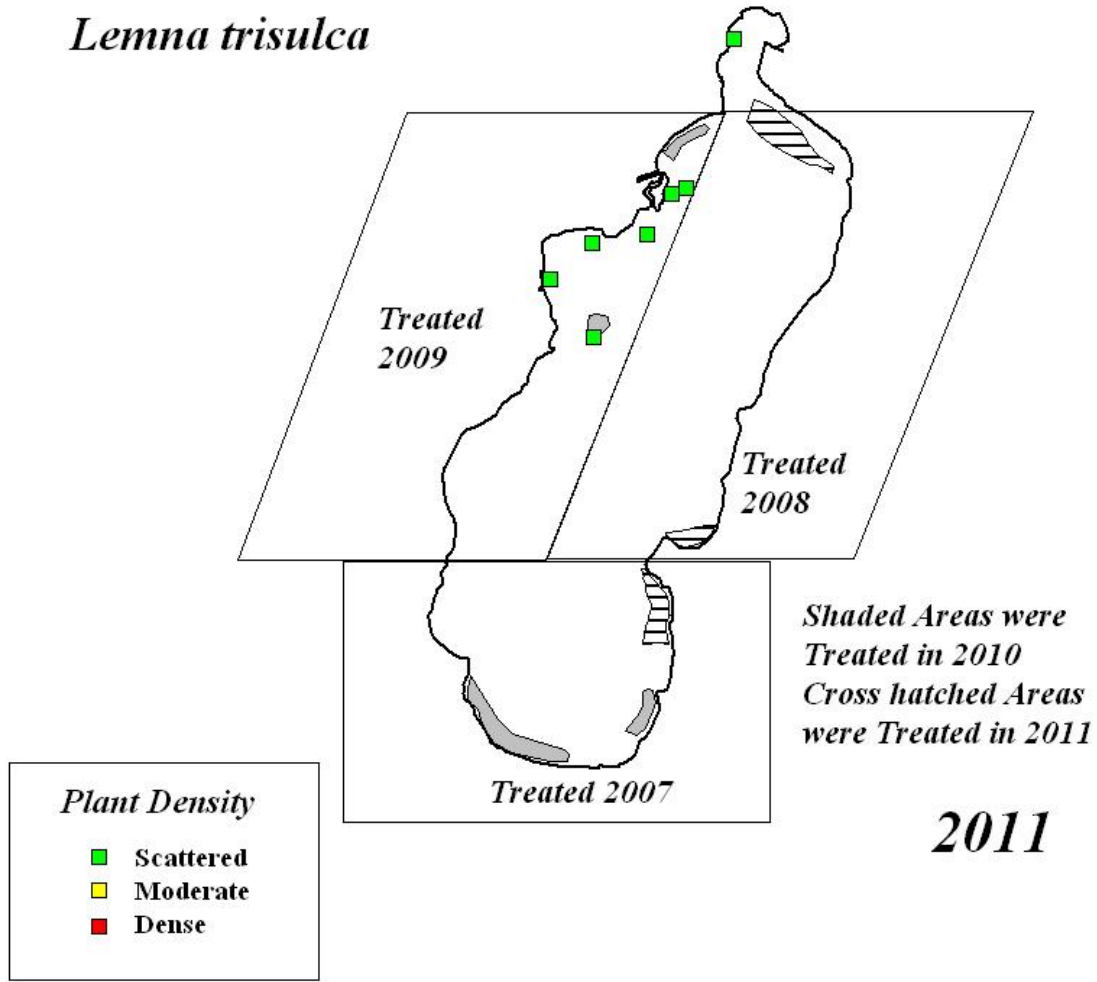 Lemna trisulca
Treated
2009
Treated
2008
Shaded Areas were
Treated in 2010
Cross hatched Areas
were Treated in 2011
Treated 2007
2011
Plant Density
Scattered
Moderate
Dense